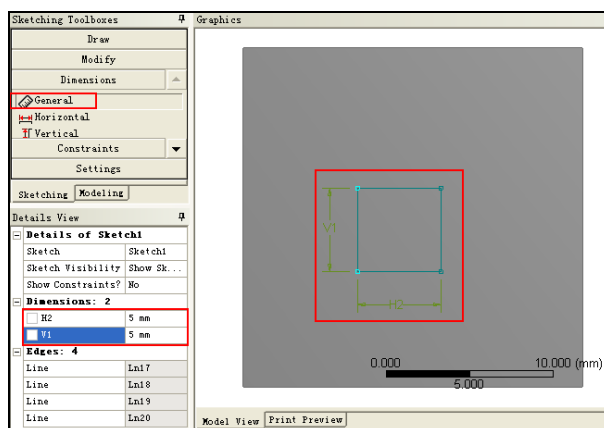 Sketching Toolboxes
Draw
Modify
Dimensions
General
Horizontal
Vertical
Constraints
Settings
Sketching Modeling
Details View
Details of Sketch1
Sketch Sketch1
Sketch Visibility Show Sk...
Show Constraints? No
Dimensions: 2
H2 5 mm
V1 5 mm
Edges: 4
Line Ln17
Line Ln18
Line Ln19
Line Ln20
Graphics
V1
H2
0.000 10.000 (mm)
5.000
Model View Print Preview